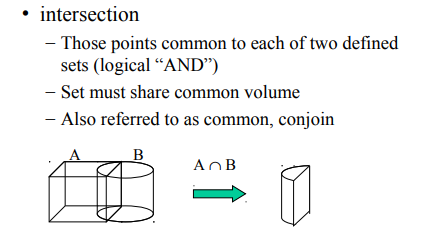 • intersection
– Those points common to each of two defined
sets (logical “AND”)
– Set must share common volume
– Also referred to as common, conjoin
A B
A ∩ B